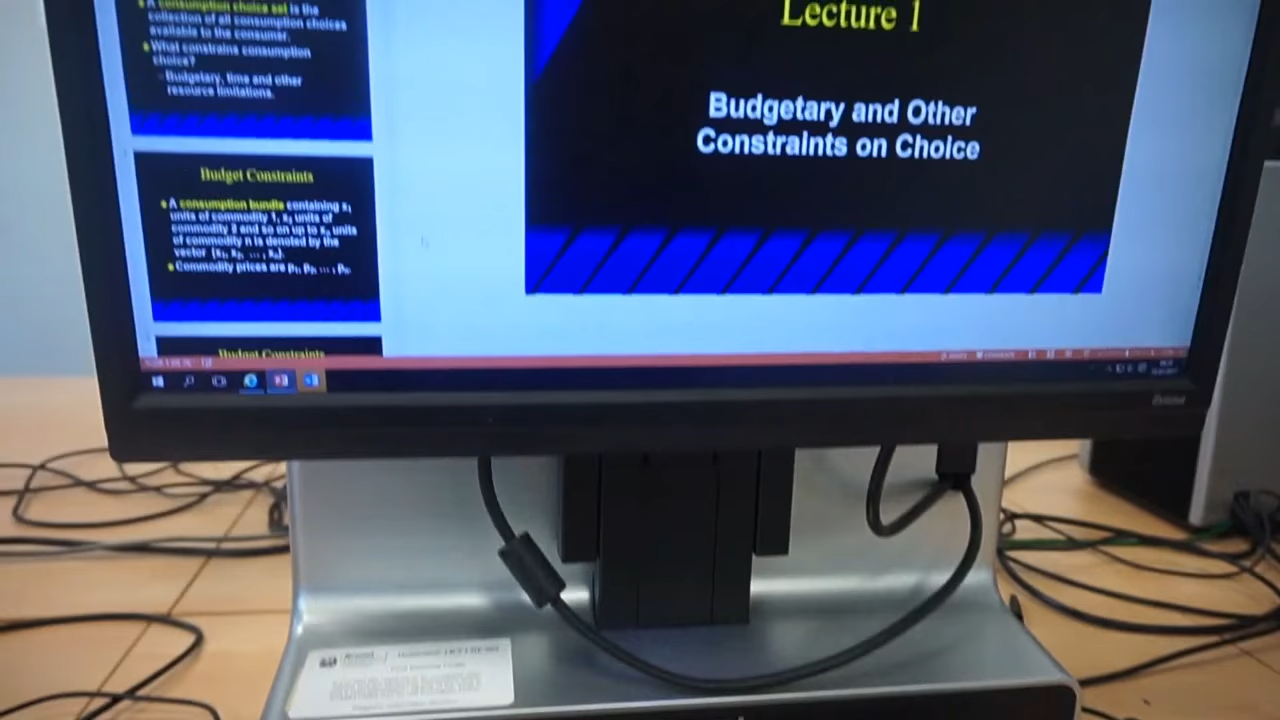 A consumption choice set is the
collection of all consumption choices
available to the consumer.
What constrains consumption
choice?
– Budgetary, time and other
resource limitations.
Budget Constraints
A consumption bundle containing x₁
units of commodity 1, x₂ units of
commodity 2 and so on up to xₙ units
of commodity n is denoted by the
vector (x₁, x₂, … , xₙ).
Commodity prices are p₁, p₂, … , pₙ.
Budget Constraints
Lecture 1
Budgetary and Other
Constraints on Choice